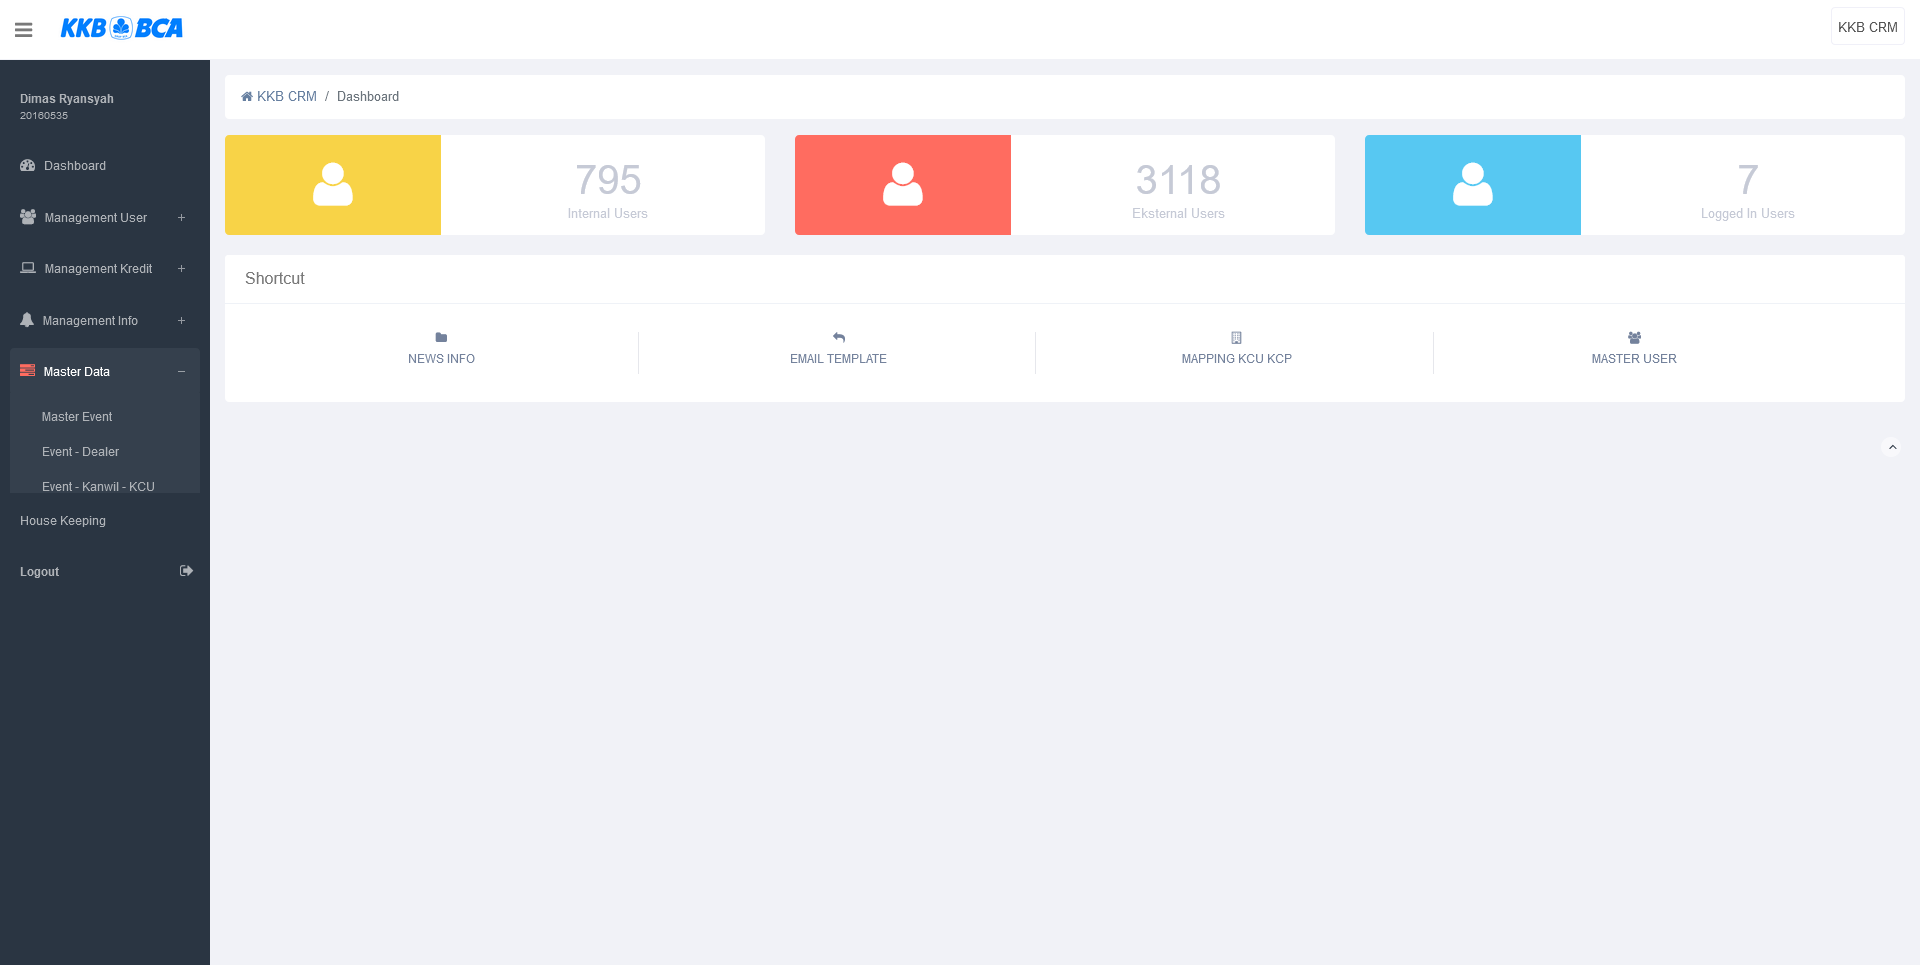 KKB BCA
KKB CRM
Dimas Ryansyah
20160535
Dashboard
Management User +
Management Kredit +
Management Info +
Master Data −
Master Event
Event - Dealer
Event - Kanwil - KCU
House Keeping
Logout
KKB CRM / Dashboard
795
Internal Users
3118
Eksternal Users
7
Logged In Users
Shortcut
NEWS INFO
EMAIL TEMPLATE
MAPPING KCU KCP
MASTER USER